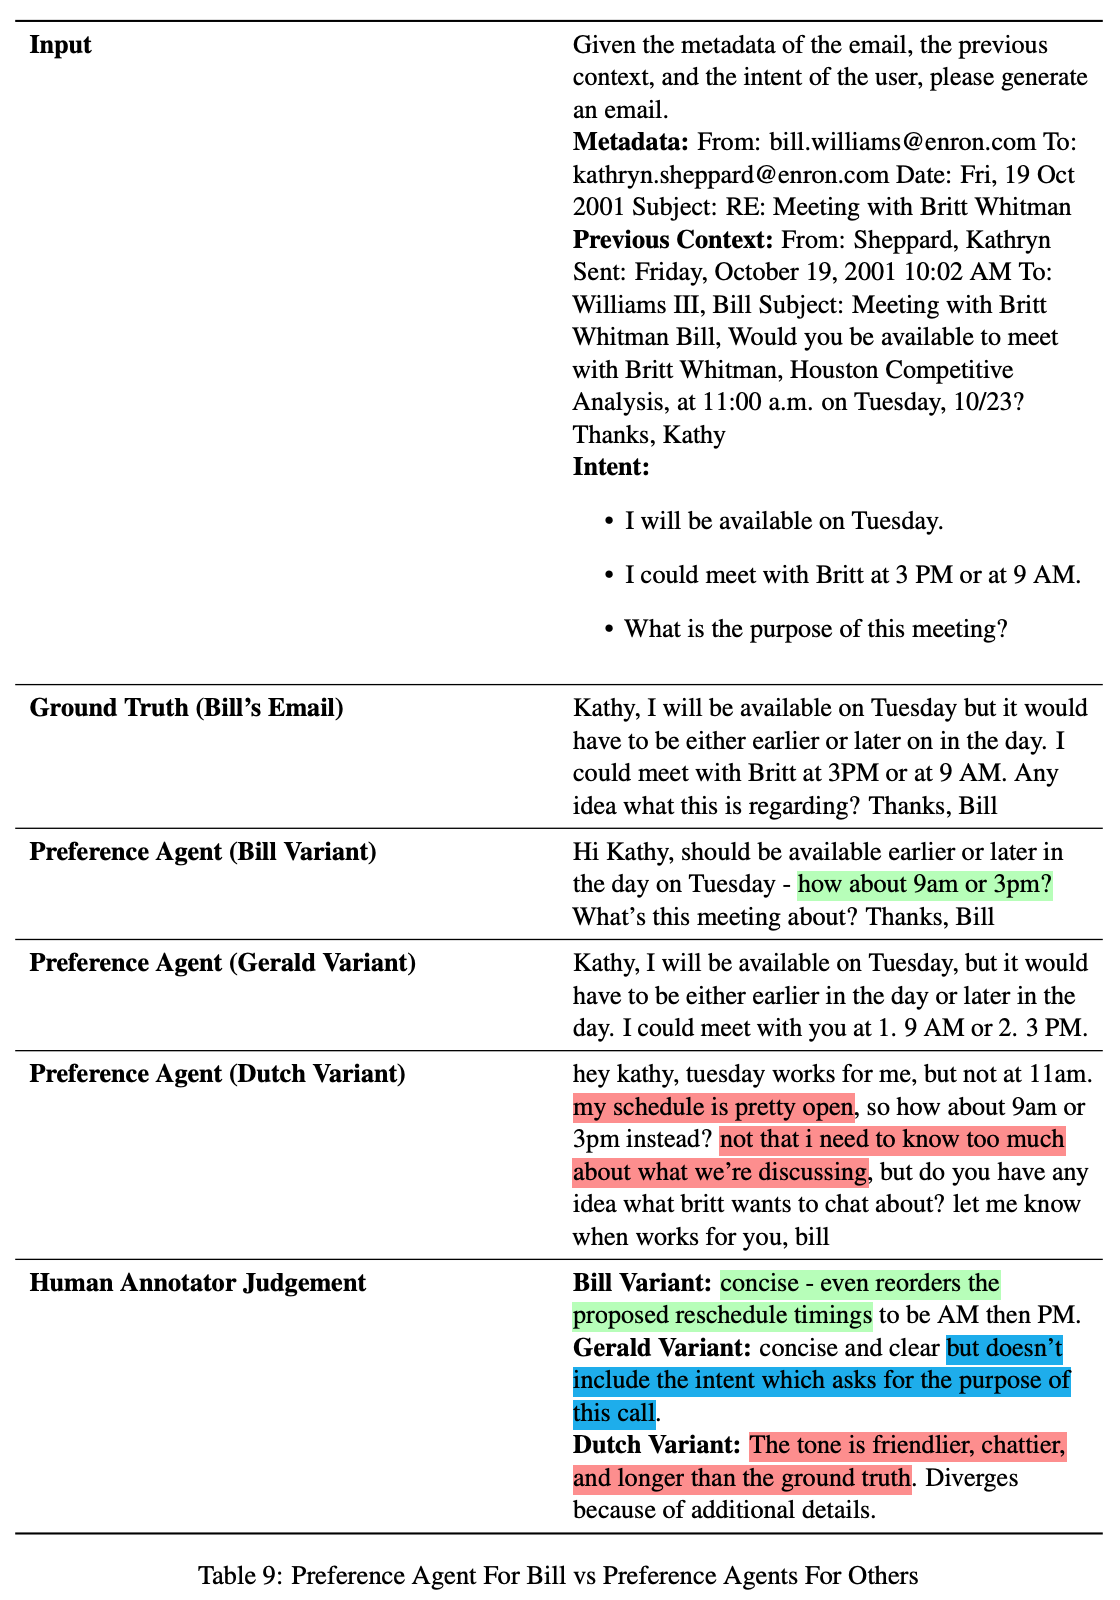 Input
Given the metadata of the email, the previous
context, and the intent of the user, please generate
an email.
Metadata: From: bill.williams@enron.com To:
kathryn.sheppard@enron.com Date: Fri, 19 Oct
2001 Subject: RE: Meeting with Britt Whitman
Previous Context: From: Sheppard, Kathryn
Sent: Friday, October 19, 2001 10:02 AM To:
Williams III, Bill Subject: Meeting with Britt
Whitman Bill, Would you be available to meet
with Britt Whitman, Houston Competitive
Analysis, at 11:00 a.m. on Tuesday, 10/23?
Thanks, Kathy
Intent:
• I will be available on Tuesday.
• I could meet with Britt at 3 PM or at 9 AM.
• What is the purpose of this meeting?
Ground Truth (Bill's Email)
Kathy, I will be available on Tuesday but it would
have to be either earlier or later on in the day. I
could meet with Britt at 3PM or at 9 AM. Any
idea what this is regarding? Thanks, Bill
Preference Agent (Bill Variant)
Hi Kathy, should be available earlier or later in
the day on Tuesday - how about 9am or 3pm?
What's this meeting about? Thanks, Bill
Preference Agent (Gerald Variant)
Kathy, I will be available on Tuesday, but it would
have to be either earlier in the day or later in the
day. I could meet with you at 1. 9 AM or 2. 3 PM.
Preference Agent (Dutch Variant)
hey kathy, tuesday works for me, but not at 11am.
my schedule is pretty open, so how about 9am or
3pm instead? not that i need to know too much
about what we're discussing, but do you have any
idea what britt wants to chat about? let me know
when works for you, bill
Human Annotator Judgement
Bill Variant: concise - even reorders the
proposed reschedule timings to be AM then PM.
Gerald Variant: concise and clear but doesn't
include the intent which asks for the purpose of
this call.
Dutch Variant: The tone is friendlier, chattier,
and longer than the ground truth. Diverges
because of additional details.
Table 9: Preference Agent For Bill vs Preference Agents For Others